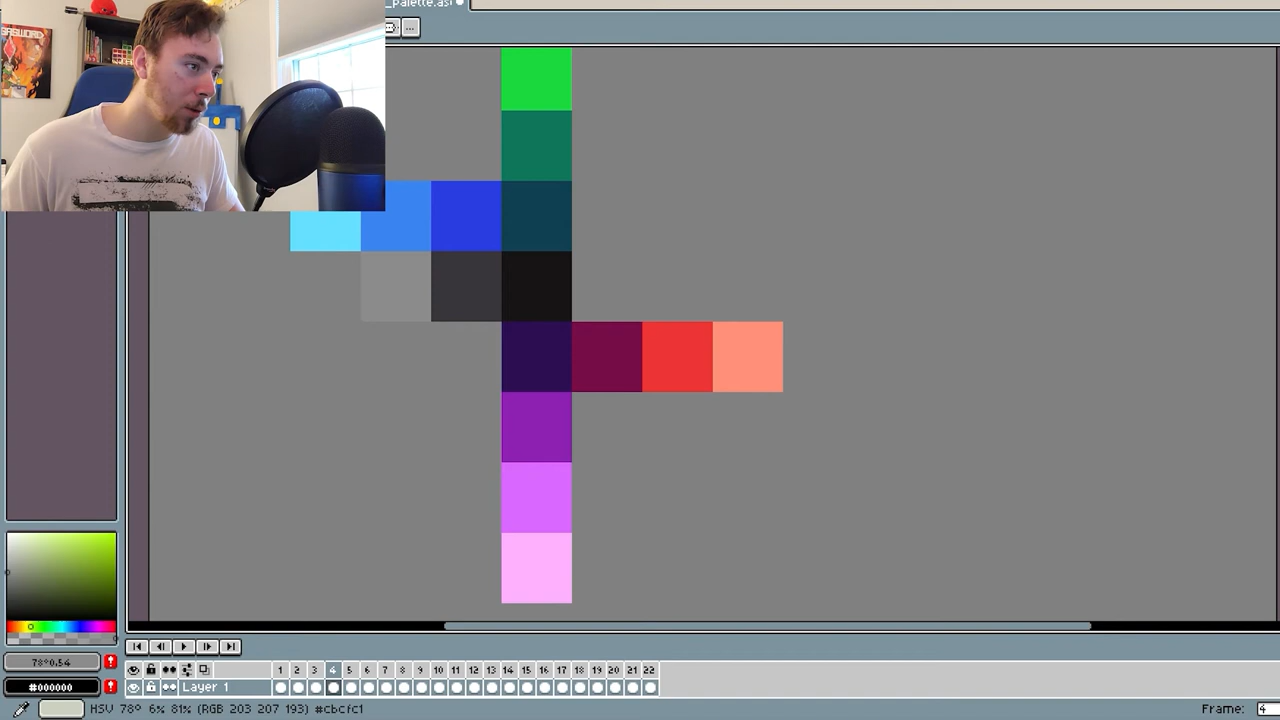 _Palette.as
...
78°0.54
#000000
1 2 3 4 5 6 7 8 9 10 11 12 13 14 15 16 17 18 19 20 21 22
Layer 1
HSV 78° 6% 81% (RGB 203 207 193) #cbcfc1
Frame: 4